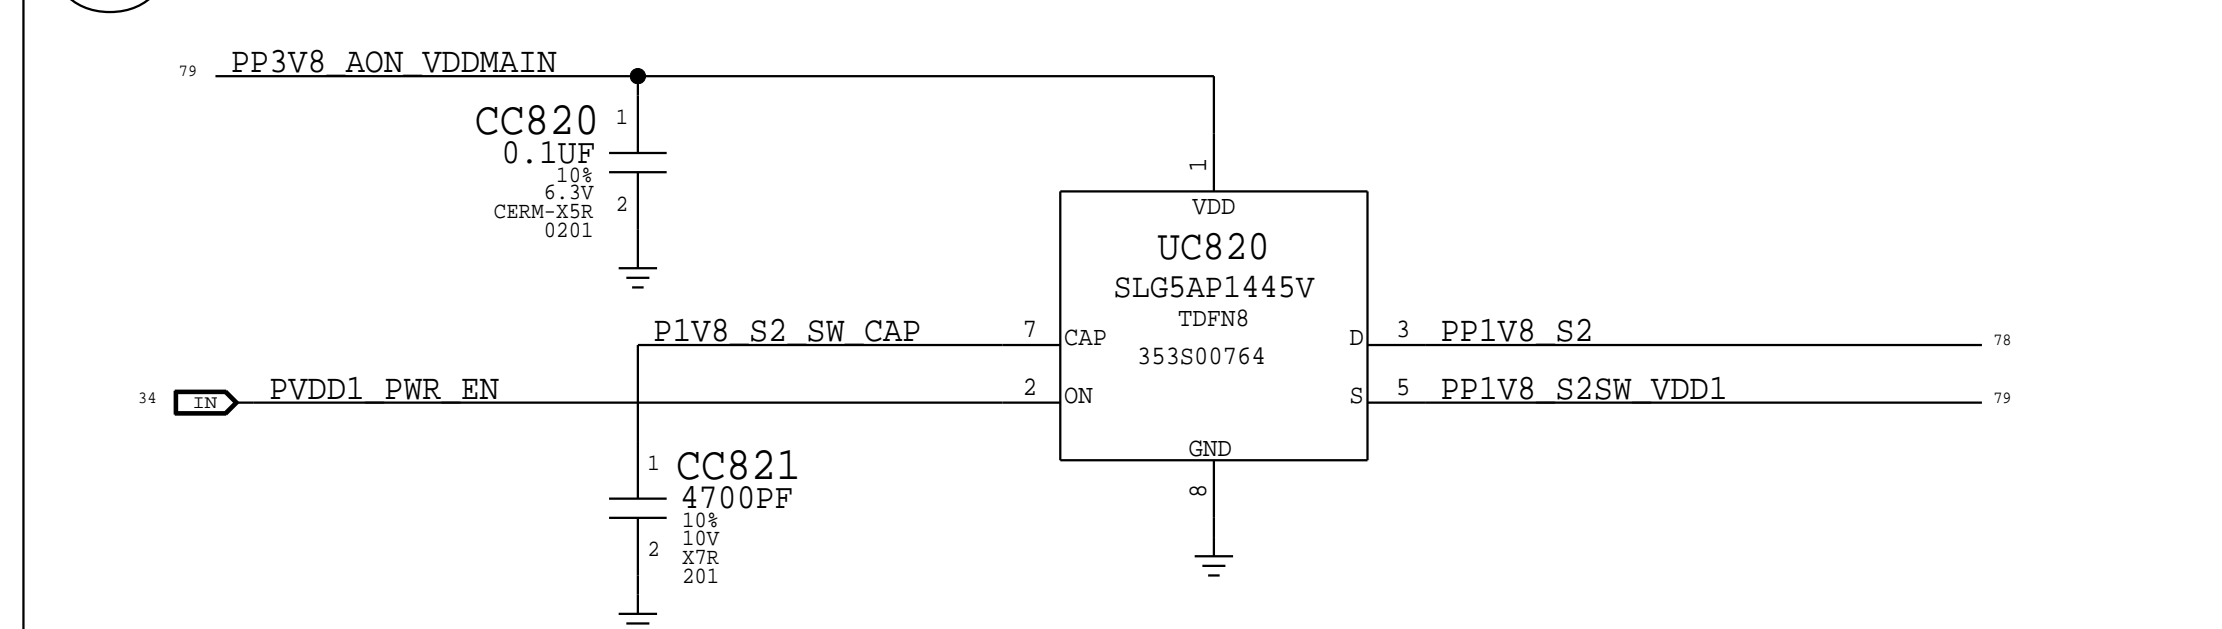 79 PP3V8_AON_VDDMAIN
CC820 1
0.1UF
10%
6.3V
CERM-X5R 2
0201
1
VDD
UC820
SLG5AP1445V
TDFN8
353S00764
P1V8_S2_SW_CAP 7 CAP
D 3 PP1V8_S2 78
34 IN PVDD1_PWR_EN 2 ON
S 5 PP1V8_S2SW_VDD1 79
GND
8
1 CC821
4700PF
10%
10V
2 X7R
201